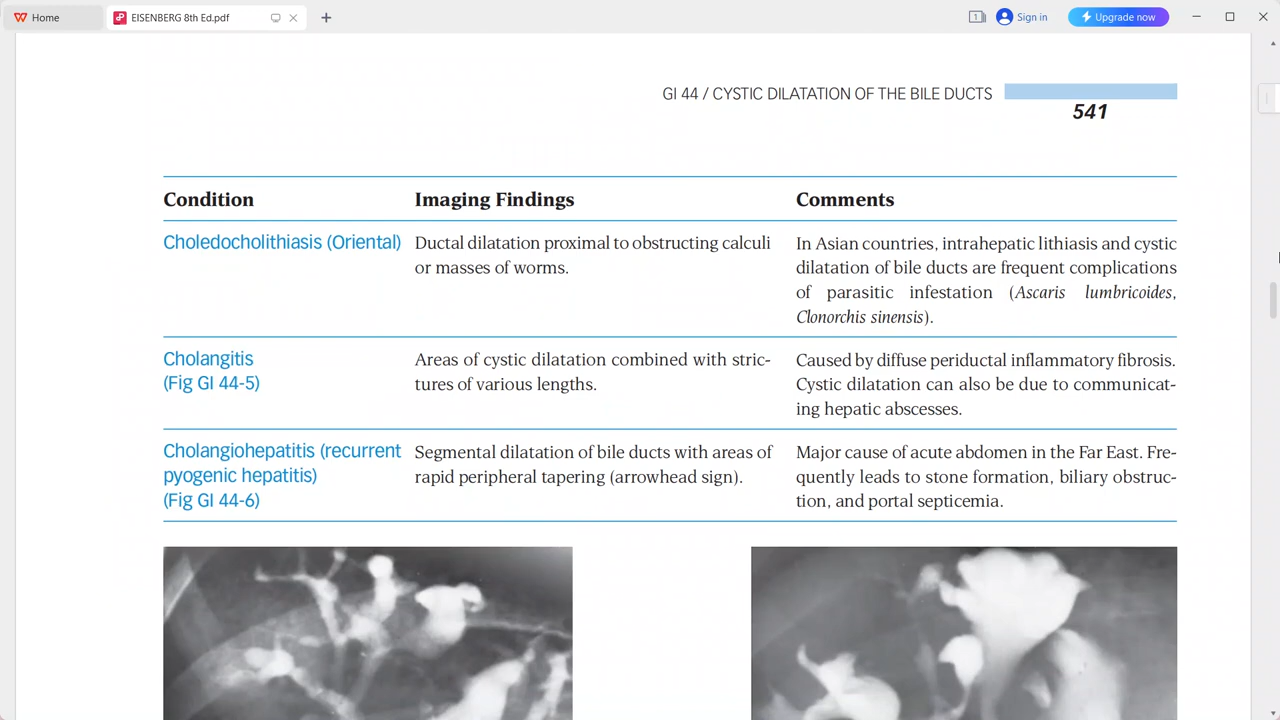 Home
EISENBERG 8th Ed.pdf
1
Sign in
Upgrade now
GI 44 / CYSTIC DILATATION OF THE BILE DUCTS
541
Condition
Imaging Findings
Comments
Choledocholithiasis (Oriental)
Ductal dilatation proximal to obstructing calculi
or masses of worms.
In Asian countries, intrahepatic lithiasis and cystic
dilatation of bile ducts are frequent complications
of parasitic infestation (Ascaris lumbricoides,
Clonorchis sinensis).
Cholangitis
(Fig GI 44-5)
Areas of cystic dilatation combined with stric-
tures of various lengths.
Caused by diffuse periductal inflammatory fibrosis.
Cystic dilatation can also be due to communicat-
ing hepatic abscesses.
Cholangiohepatitis (recurrent
pyogenic hepatitis)
(Fig GI 44-6)
Segmental dilatation of bile ducts with areas of
rapid peripheral tapering (arrowhead sign).
Major cause of acute abdomen in the Far East. Fre-
quently leads to stone formation, biliary obstruc-
tion, and portal septicemia.